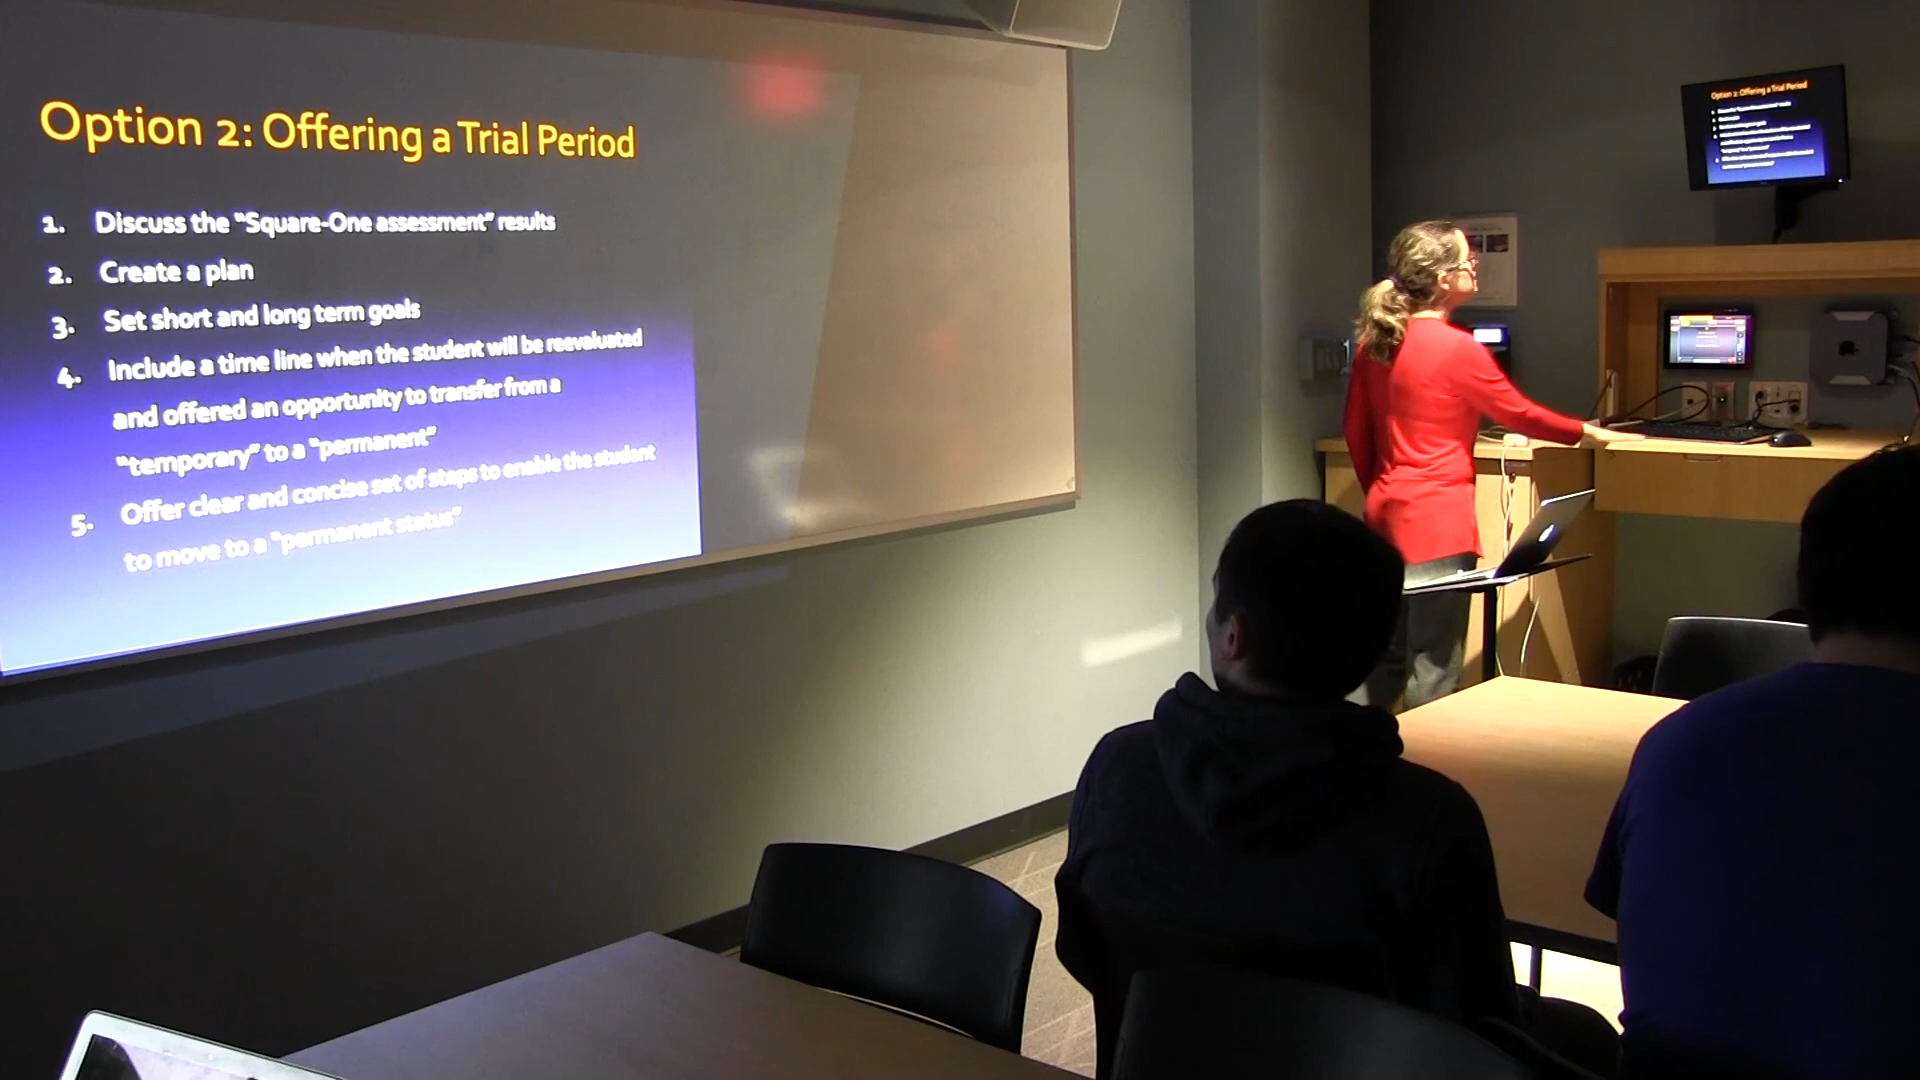 Option 2: Offering a Trial Period
1. Discuss the "Square-One assessment" results
2. Create a plan
3. Set short and long term goals
4. Include a time line when the student will be reevaluated
and offered an opportunity to transfer from a
"temporary" to a "permanent"
5. Offer clear and concise set of steps to enable the student
to move to a "permanent status"
Option 2: Offering a Trial Period